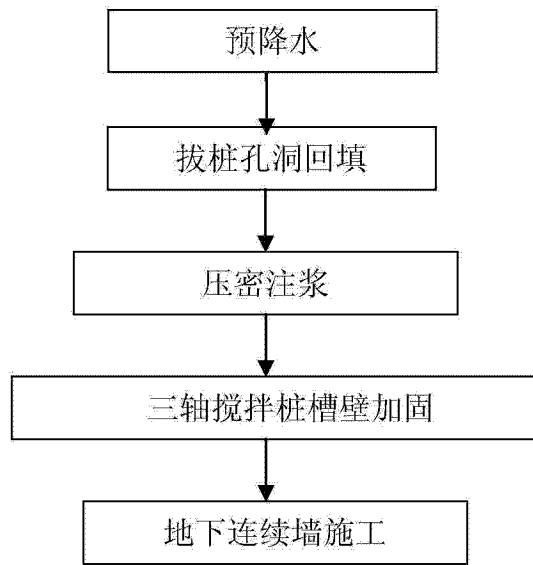 预降水
拔桩孔洞回填
压密注浆
三轴搅拌桩槽壁加固
地下连续墙施工